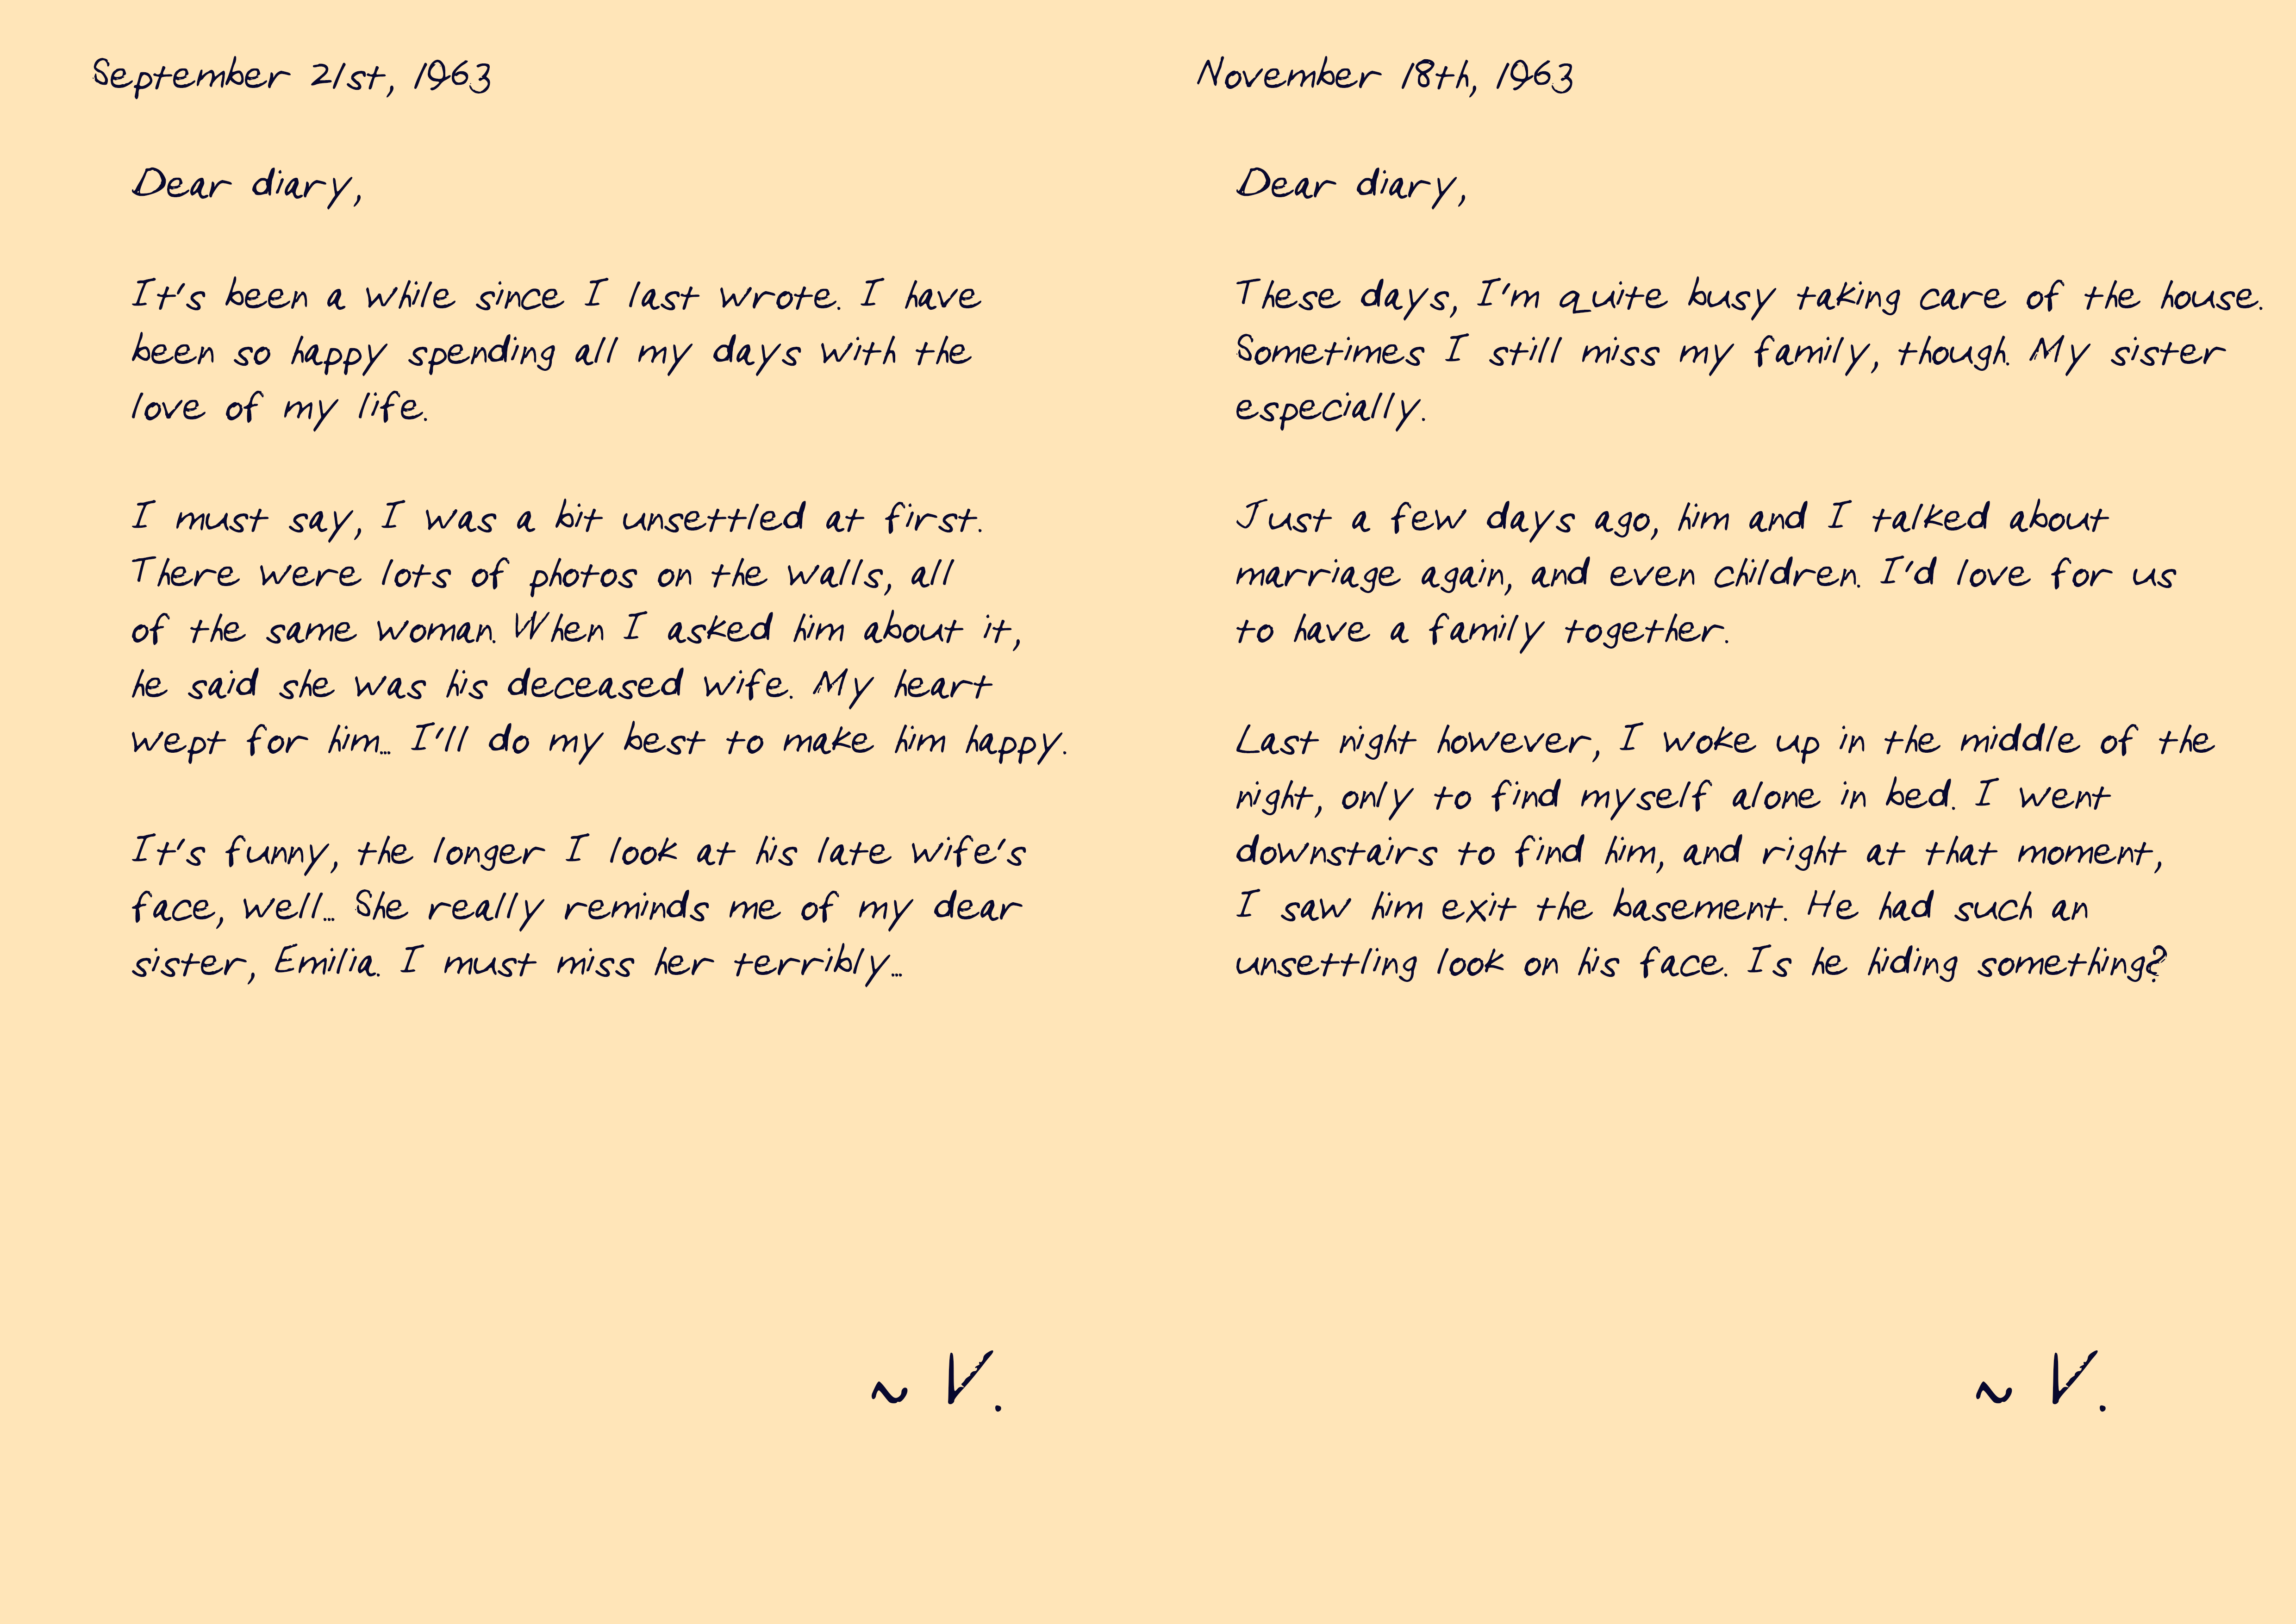 September 21st, 1963
Dear diary,
It's been a while since I last wrote. I have
been so happy spending all my days with the
love of my life.
I must say, I was a bit unsettled at first.
There were lots of photos on the walls, all
of the same woman. When I asked him about it,
he said she was his deceased wife. My heart
wept for him... I'll do my best to make him happy.
It's funny, the longer I look at his late wife's
face, well... She really reminds me of my dear
sister, Emilia. I must miss her terribly...
~ V.
November 18th, 1963
Dear diary,
These days, I'm quite busy taking care of the house.
Sometimes I still miss my family, though. My sister
especially.
Just a few days ago, him and I talked about
marriage again, and even children. I'd love for us
to have a family together.
Last night however, I woke up in the middle of the
night, only to find myself alone in bed. I went
downstairs to find him, and right at that moment,
I saw him exit the basement. He had such an
unsettling look on his face. Is he hiding something?
~ V.